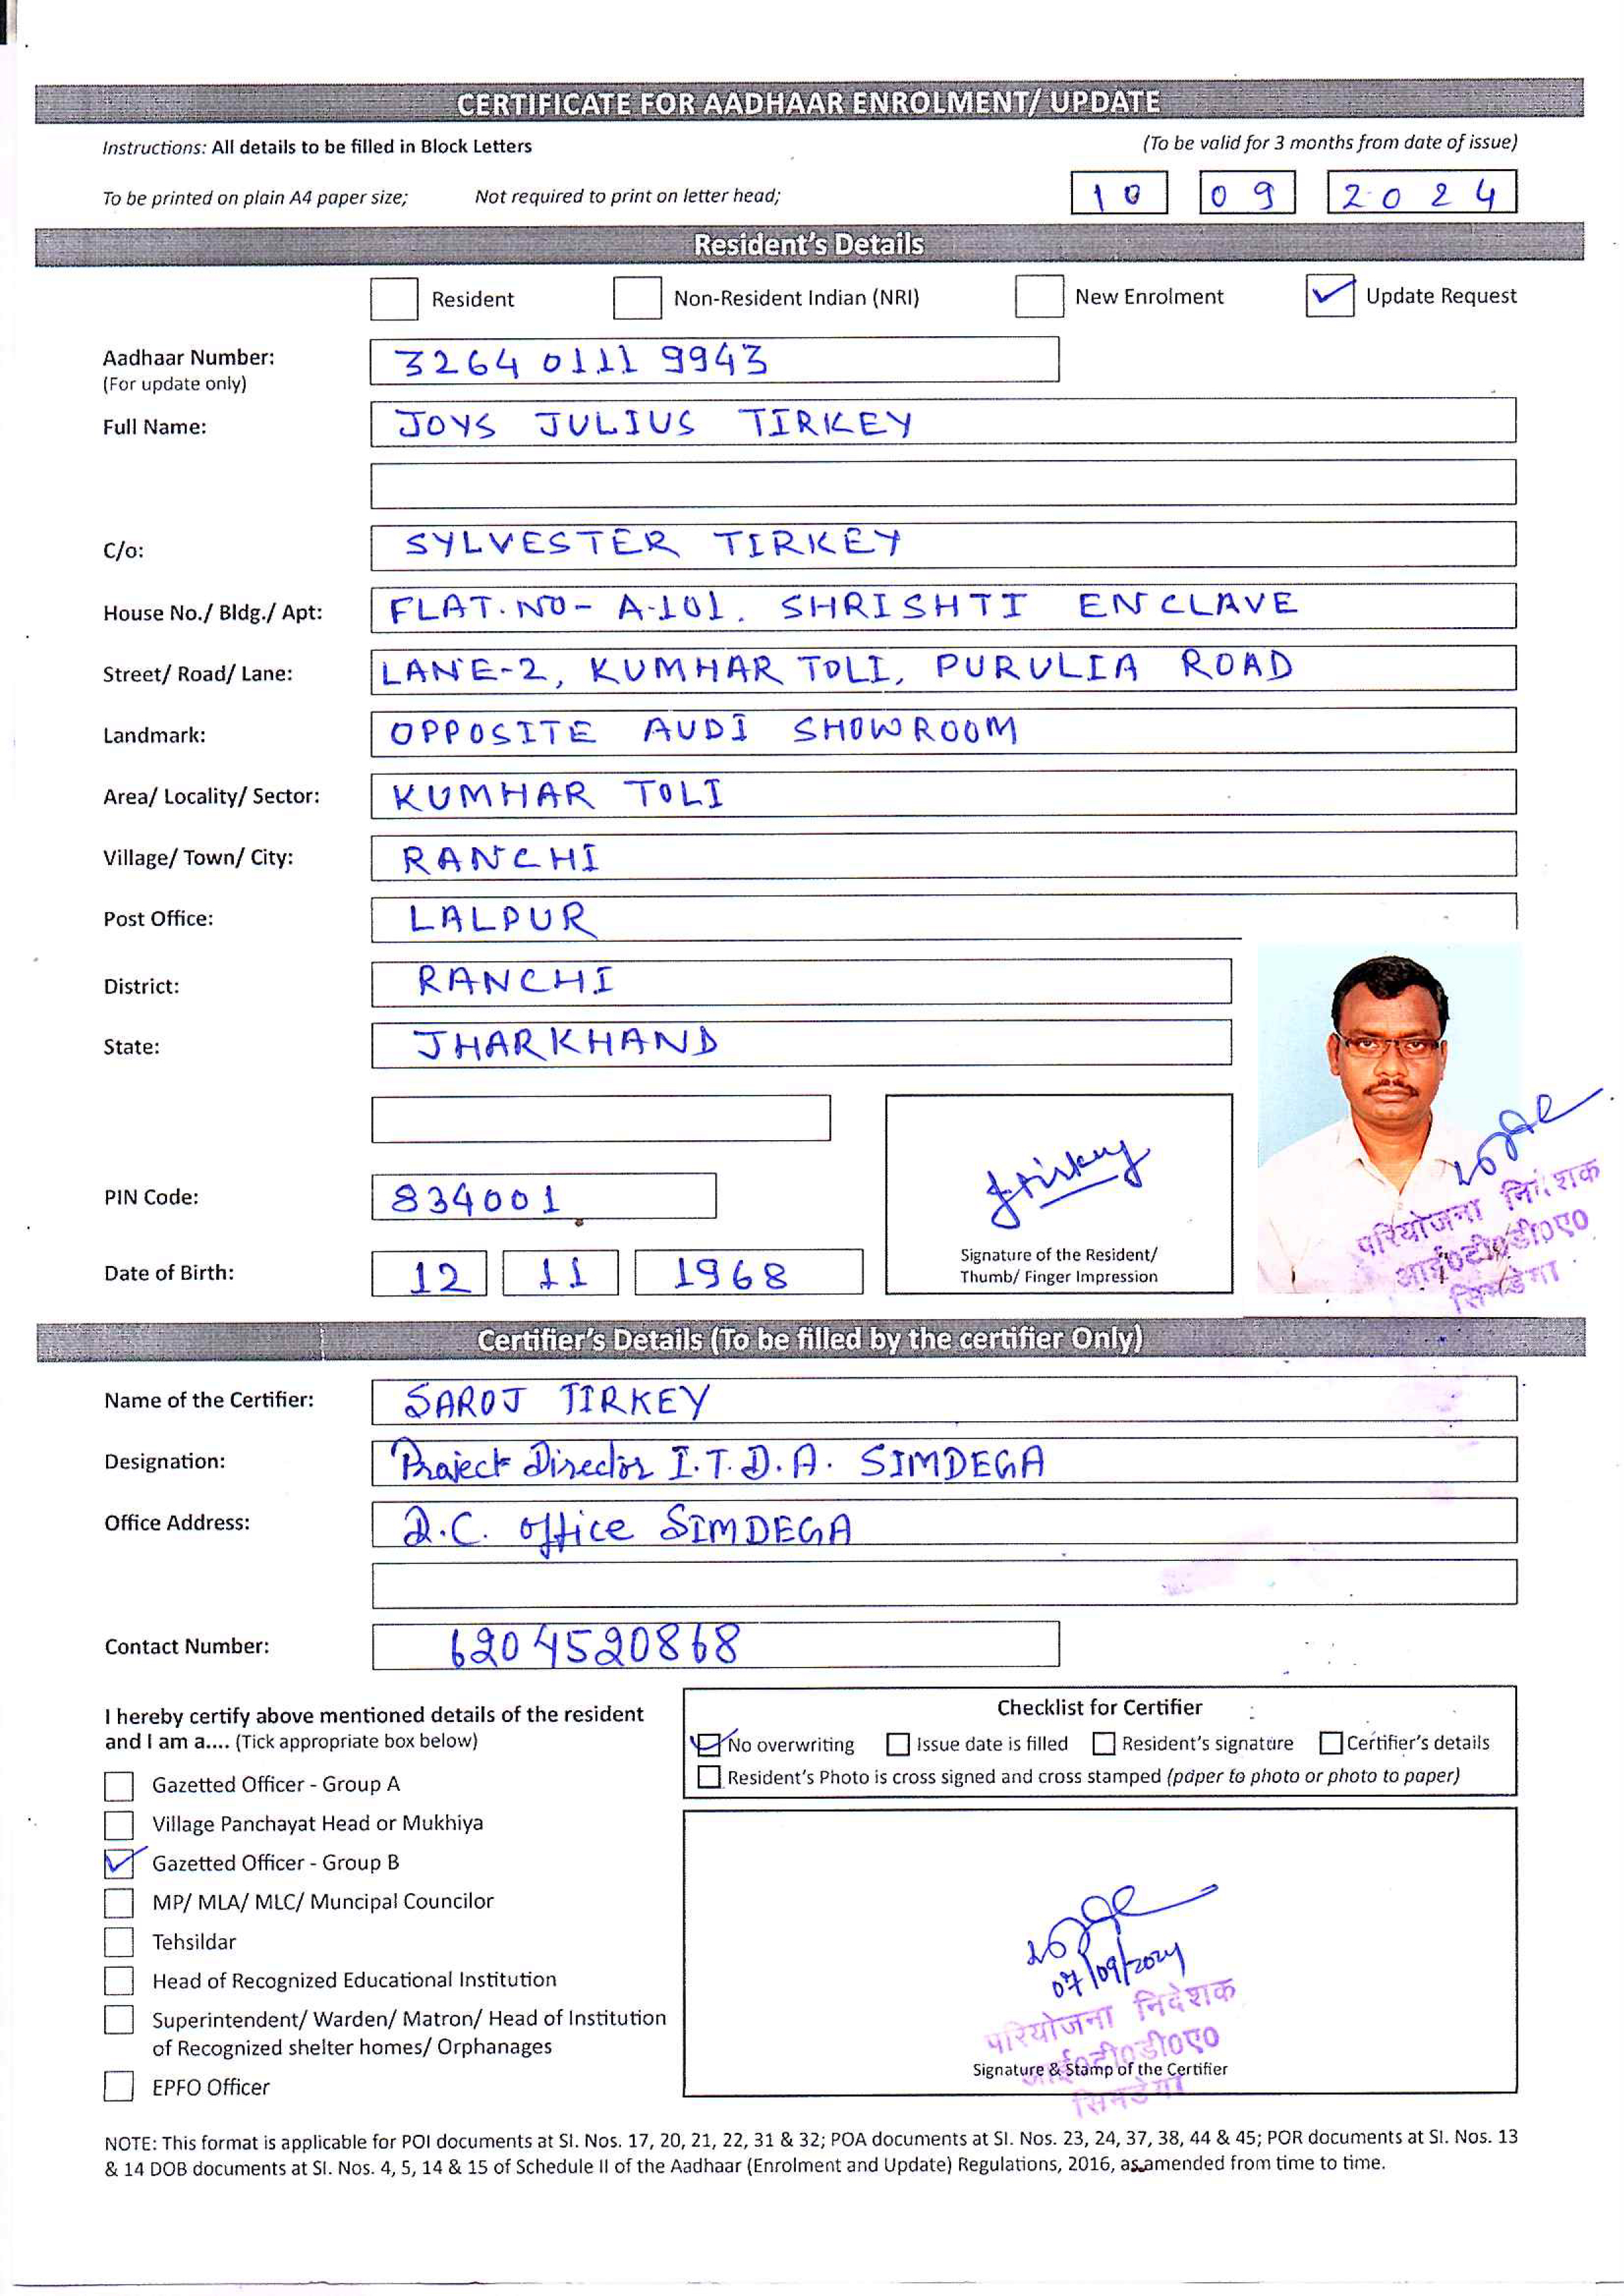 CERTIFICATE FOR AADHAAR ENROLMENT/ UPDATE
Instructions: All details to be filled in Block Letters
(To be valid for 3 months from date of issue)
To be printed on plain A4 paper size; Not required to print on letter head;
10 09 2024
Resident's Details
Resident Non-Resident Indian (NRI) New Enrolment Update Request
Aadhaar Number: 3264 0111 9943
(For update only)
Full Name: JOYS JULIUS TIRKEY
C/o: SYLVESTER TIRKEY
House No./ Bldg./ Apt: FLAT.NO- A-101. SHRISHTI ENCLAVE
Street/ Road/ Lane: LANE-2, KUMHAR TOLI, PURULIA ROAD
Landmark: OPPOSITE AUDI SHOWROOM
Area/ Locality/ Sector: KUMHAR TOLI
Village/ Town/ City: RANCHI
Post Office: LALPUR
District: RANCHI
State: JHARKHAND
PIN Code: 834001
Jtirkey
परियोजना निदेशक
आई०टी०डी०ए०
सिमडेगा
Signature of the Resident/
Thumb/ Finger Impression
Date of Birth: 12 11 1968
Certifier's Details (To be filled by the certifier Only)
Name of the Certifier: SAROJ TIRKEY
Designation: Project Director I.T.D.A. SIMDEGA
Office Address: D.C. office SIMDEGA
Contact Number: 6204520868
I hereby certify above mentioned details of the resident
and I am a.... (Tick appropriate box below)
Gazetted Officer - Group A
Village Panchayat Head or Mukhiya
Gazetted Officer - Group B
MP/ MLA/ MLC/ Muncipal Councilor
Tehsildar
Head of Recognized Educational Institution
Superintendent/ Warden/ Matron/ Head of Institution
of Recognized shelter homes/ Orphanages
EPFO Officer
Checklist for Certifier
No overwriting Issue date is filled Resident's signature Certifier's details
Resident's Photo is cross signed and cross stamped (paper to photo or photo to paper)
07/09/2024
परियोजना निदेशक
आई०टी०डी०ए०
Signature & Stamp of the Certifier
सिमडेगा
NOTE: This format is applicable for POI documents at SI. Nos. 17, 20, 21, 22, 31 & 32; POA documents at SI. Nos. 23, 24, 37, 38, 44 & 45; POR documents at SI. Nos. 13
& 14 DOB documents at SI. Nos. 4, 5, 14 & 15 of Schedule II of the Aadhaar (Enrolment and Update) Regulations, 2016, as amended from time to time.